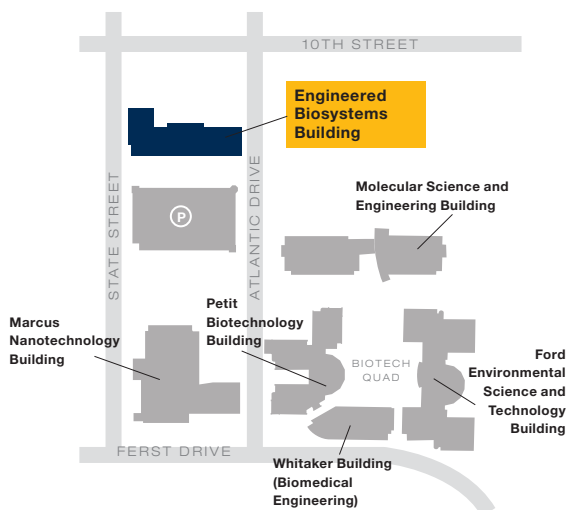 10TH STREET
Engineered
Biosystems
Building
STATE STREET
ATLANTIC DRIVE
P
Molecular Science and
Engineering Building
Marcus
Nanotechnology
Building
Petit
Biotechnology
Building
BIOTECH
QUAD
Ford
Environmental
Science and
Technology
Building
FERST DRIVE
Whitaker Building
(Biomedical
Engineering)